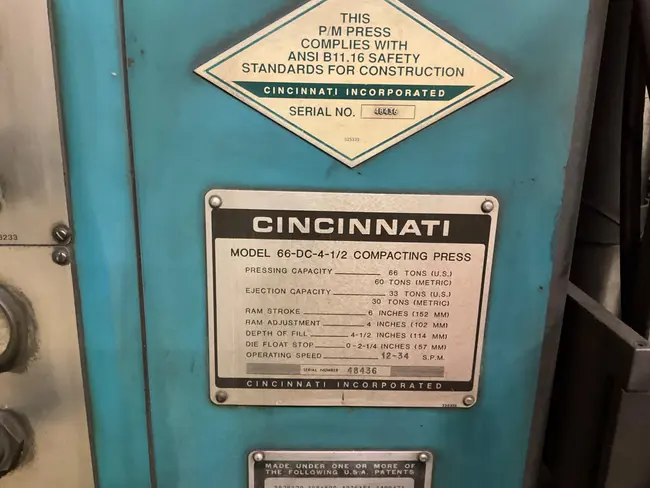 THIS
P/M PRESS
COMPLIES WITH
ANSI B11.16 SAFETY
STANDARDS FOR CONSTRUCTION
CINCINNATI INCORPORATED
SERIAL NO. 48436
CINCINNATI
MODEL 66-DC-4-1/2 COMPACTING PRESS
PRESSING CAPACITY 66 TONS (U.S.)
60 TONS (METRIC)
EJECTION CAPACITY 33 TONS (U.S.)
30 TONS (METRIC)
RAM STROKE 6 INCHES (152 MM)
RAM ADJUSTMENT 4 INCHES (102 MM)
DEPTH OF FILL 4-1/2 INCHES (114 MM)
DIE FLOAT STOP 0-2-1/4 INCHES (57 MM)
OPERATING SPEED 12-34 S.P.M.
SERIAL NUMBER 48436
CINCINNATI INCORPORATED
MADE UNDER ONE OR MORE OF
THE FOLLOWING U.S.A. PATENTS